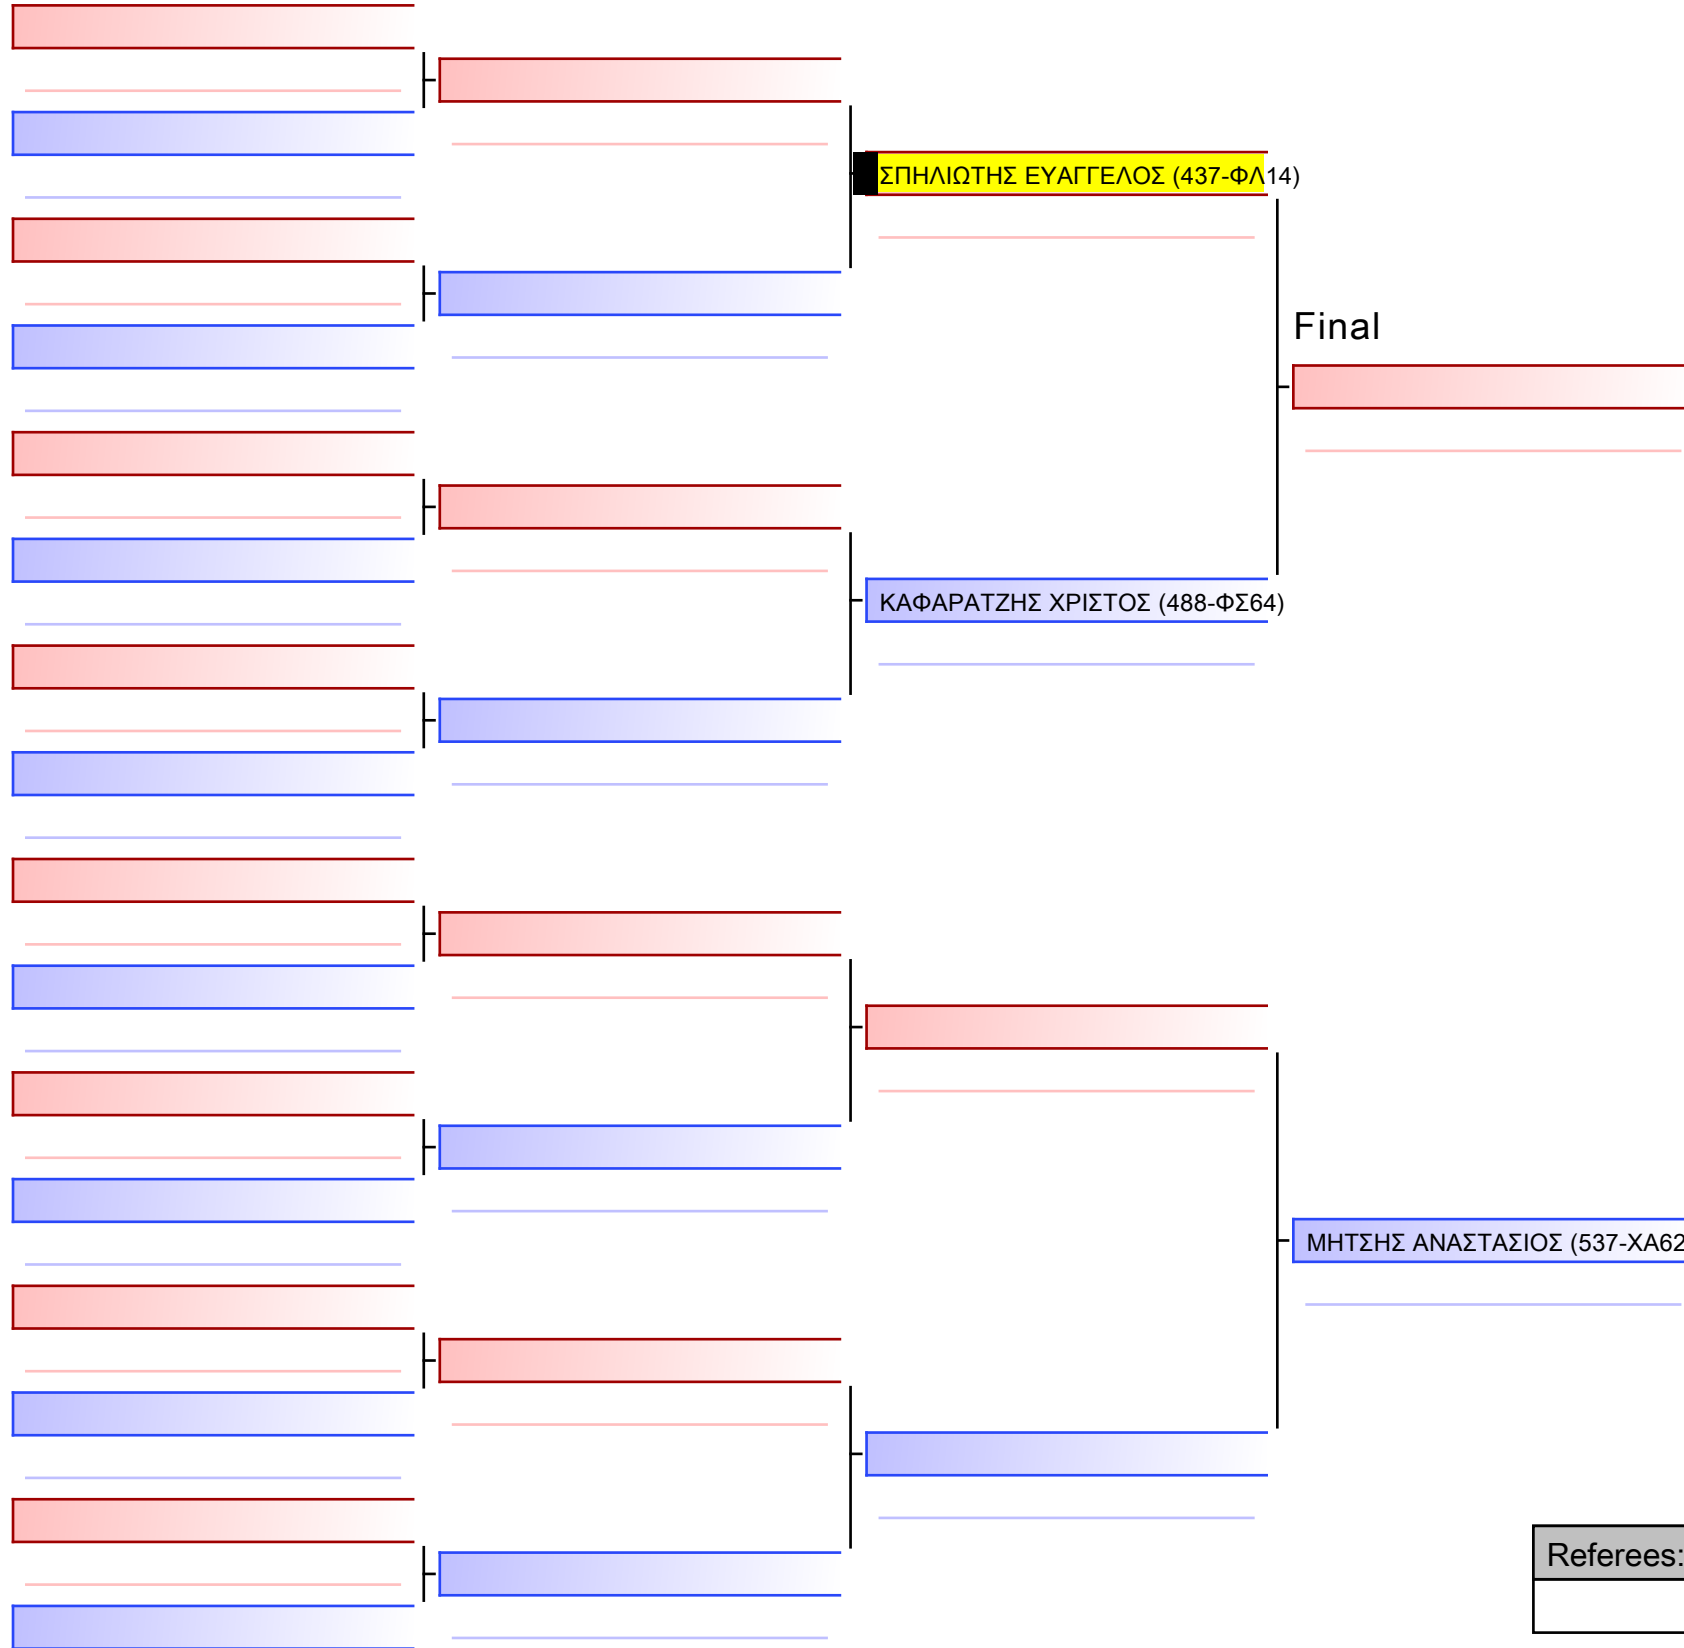 ΣΠΗΛΙΩΤΗΣ ΕΥΑΓΓΕΛΟΣ (437-ΦΛ14)
Final
ΚΑΦΑΡΑΤΖΗΣ ΧΡΙΣΤΟΣ (488-ΦΣ64)
ΜΗΤΣΗΣ ΑΝΑΣΤΑΣΙΟΣ (537-ΧΑ62
Referees: